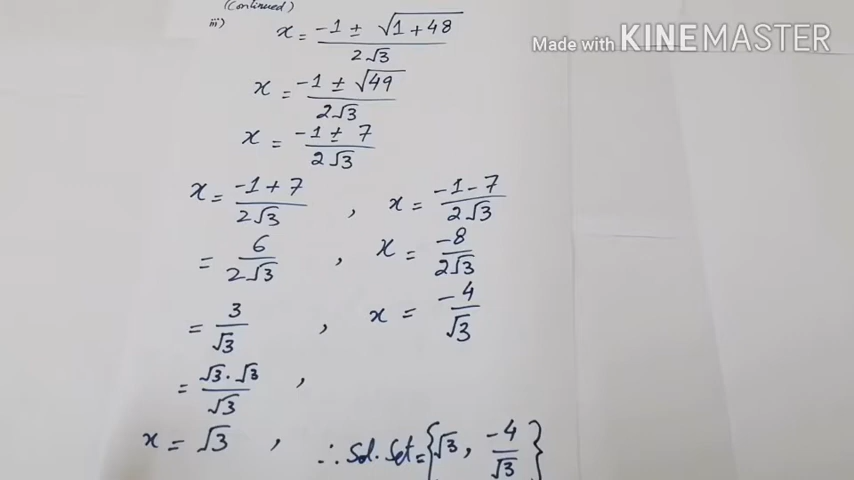 (Continued)
iii) x = -1 ± √(1+48) / 2√3
x = -1 ± √49 / 2√3
x = -1 ± 7 / 2√3
x = -1 + 7 / 2√3 , x = -1 - 7 / 2√3
= 6 / 2√3 , x = -8 / 2√3
= 3 / √3 , x = -4 / √3
= √3 . √3 / √3 ,
x = √3 , ∴ Sol. Set = {√3, -4/√3}
Made with KINEMASTER